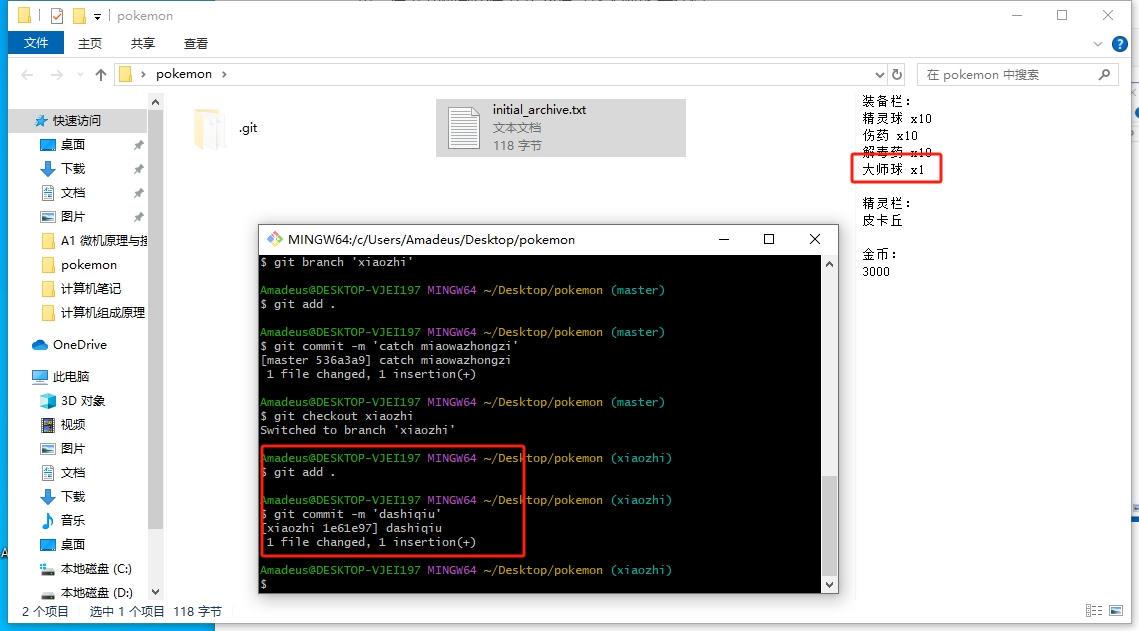 pokemon
文件 主页 共享 查看
pokemon
在 pokemon 中搜索
快速访问
桌面
下载
文档
图片
A1 微机原理与接
pokemon
计算机笔记
计算机组成原理
OneDrive
此电脑
3D 对象
视频
图片
文档
下载
音乐
桌面
本地磁盘 (C:)
本地磁盘 (D:)
.git
initial_archive.txt
文本文档
118 字节
装备栏：
精灵球 x10
伤药 x10
解毒药 x10
大师球 x1
精灵栏：
皮卡丘
金币：
3000
MINGW64:/c/Users/Amadeus/Desktop/pokemon
$ git branch 'xiaozhi'
Amadeus@DESKTOP-VJEI197 MINGW64 ~/Desktop/pokemon (master)
$ git add .
Amadeus@DESKTOP-VJEI197 MINGW64 ~/Desktop/pokemon (master)
$ git commit -m 'catch miaowazhongzi'
[master 536a3a9] catch miaowazhongzi
1 file changed, 1 insertion(+)
Amadeus@DESKTOP-VJEI197 MINGW64 ~/Desktop/pokemon (master)
$ git checkout xiaozhi
Switched to branch 'xiaozhi'
Amadeus@DESKTOP-VJEI197 MINGW64 ~/Desktop/pokemon (xiaozhi)
$ git add .
Amadeus@DESKTOP-VJEI197 MINGW64 ~/Desktop/pokemon (xiaozhi)
$ git commit -m 'dashiqiu'
[xiaozhi 1e61e97] dashiqiu
1 file changed, 1 insertion(+)
Amadeus@DESKTOP-VJEI197 MINGW64 ~/Desktop/pokemon (xiaozhi)
$
2 个项目 选中 1 个项目 118 字节